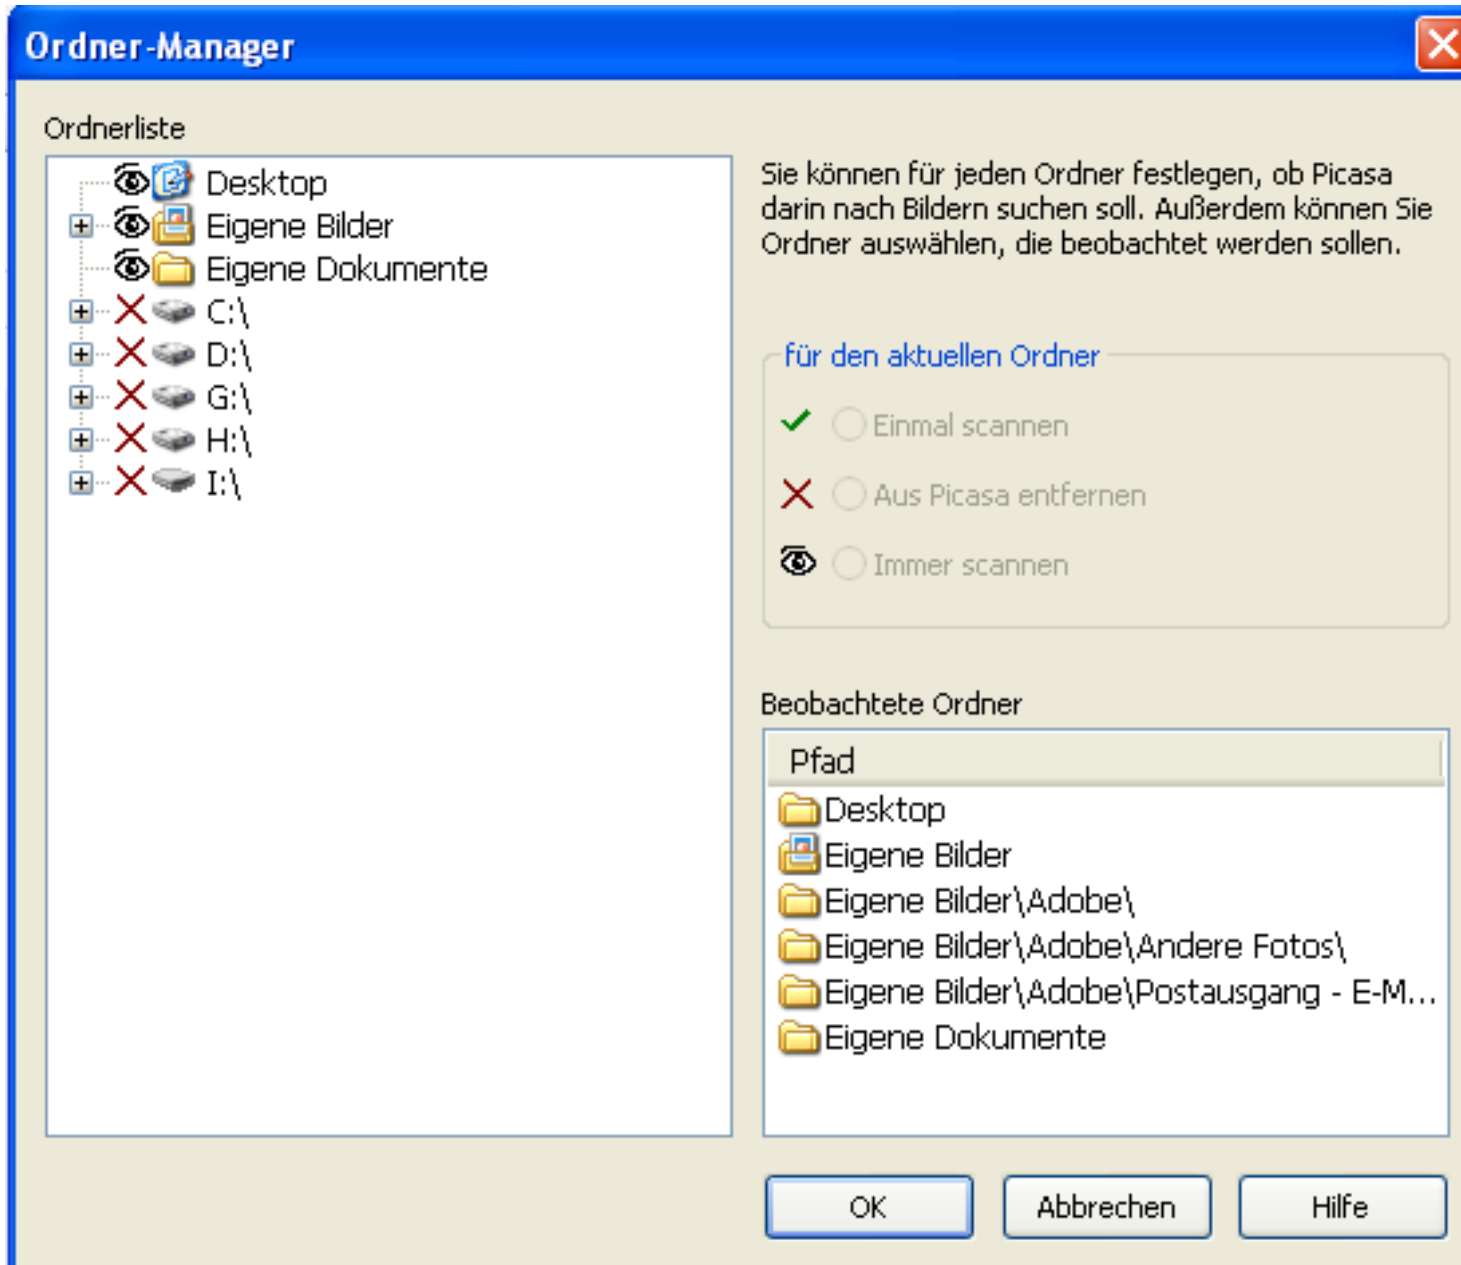 Ordner-Manager
Ordnerliste
Desktop
Eigene Bilder
Eigene Dokumente
C:\
D:\
G:\
H:\
I:\
Sie können für jeden Ordner festlegen, ob Picasa
darin nach Bildern suchen soll. Außerdem können Sie
Ordner auswählen, die beobachtet werden sollen.
für den aktuellen Ordner
Einmal scannen
Aus Picasa entfernen
Immer scannen
Beobachtete Ordner
Pfad
Desktop
Eigene Bilder
Eigene Bilder\Adobe\
Eigene Bilder\Adobe\Andere Fotos\
Eigene Bilder\Adobe\Postausgang - E-M...
Eigene Dokumente
OK
Abbrechen
Hilfe